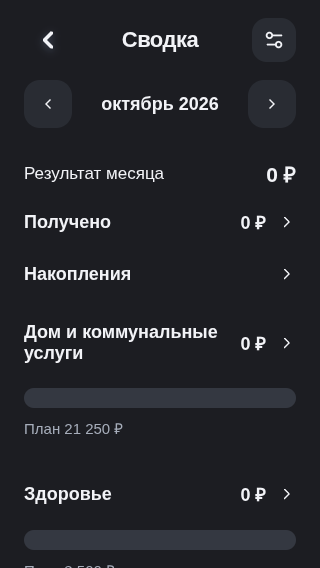 Сводка
октябрь 2026
Результат месяца 0 ₽
Получено 0 ₽
Накопления
Дом и коммунальные
услуги 0 ₽
План 21 250 ₽
Здоровье 0 ₽